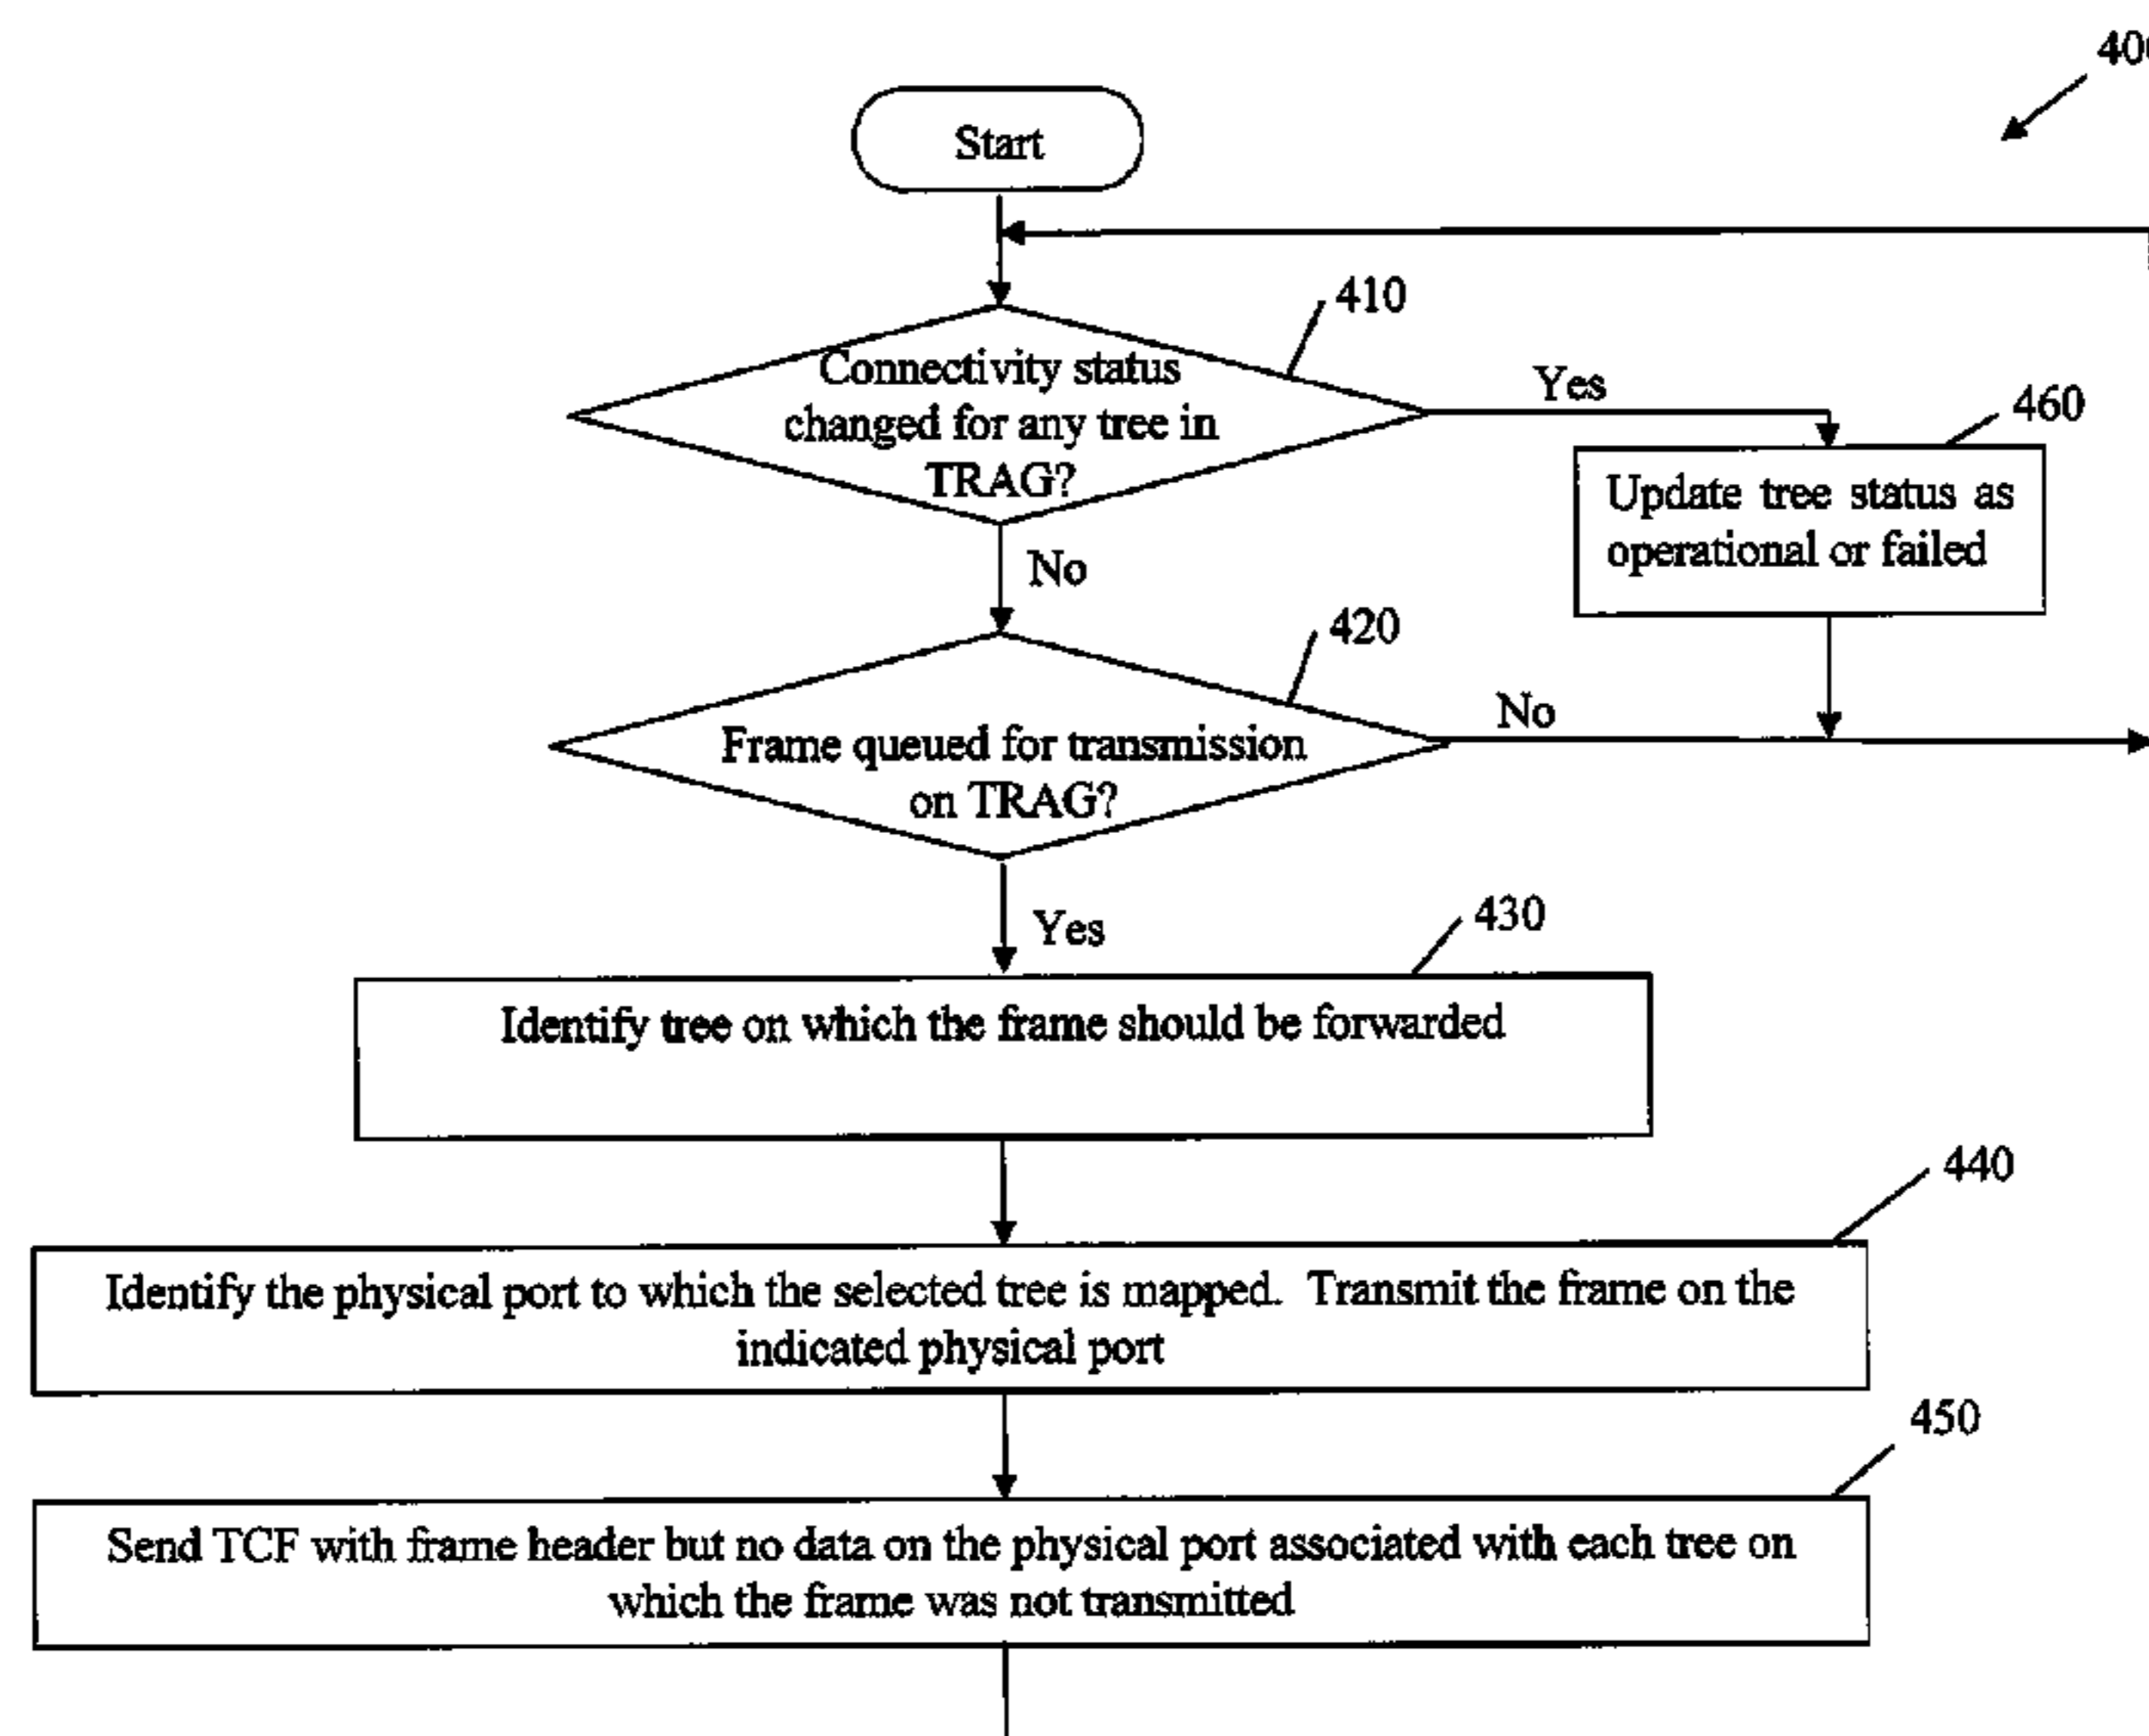 400
Start
410
Connectivity status
changed for any tree in
TRAG?
Yes
460
Update tree status as
operational or failed
No
420
Frame queued for transmission
on TRAG?
No
Yes
430
Identify tree on which the frame should be forwarded
440
Identify the physical port to which the selected tree is mapped. Transmit the frame on the
indicated physical port
450
Send TCF with frame header but no data on the physical port associated with each tree on
which the frame was not transmitted